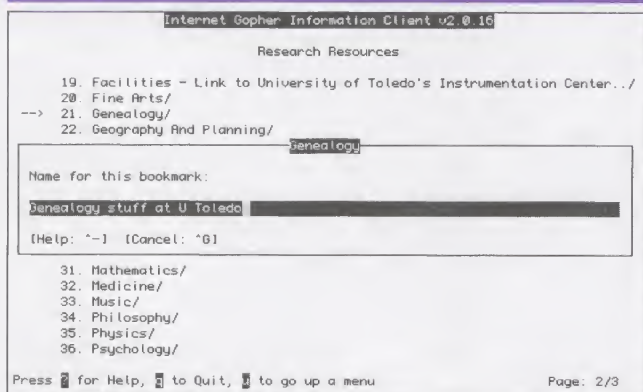 Internet Gopher Information Client v2.0.16
Research Resources
19. Facilities - Link to University of Toledo's Instrumentation Center../
20. Fine Arts/
--> 21. Genealogy/
22. Geography And Planning/
Genealogy
Name for this bookmark:
Genealogy stuff at U Toledo
[Help: ^-] [Cancel: ^G]
31. Mathematics/
32. Medicine/
33. Music/
34. Philosophy/
35. Physics/
36. Psychology/
Press ? for Help, q to Quit, u to go up a menu Page: 2/3